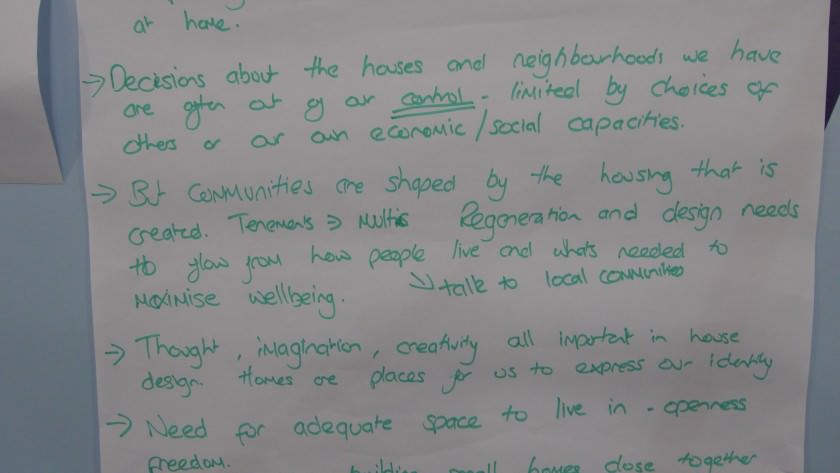 at home.
→ Decisions about the houses and neighbourhoods we have
are often out of our control - limited by choices of
others or our own economic/social capacities.
→ But communities are shaped by the housing that is
created. Tenements → Multis Regeneration and design needs
to flow from how people live and whats needed to
maximise wellbeing. ↘ talk to local communities
→ Thought, imagination, creativity all important in house
design. Homes are places for us to express our identity
→ Need for adequate space to live in - openness
freedom. building small homes close together